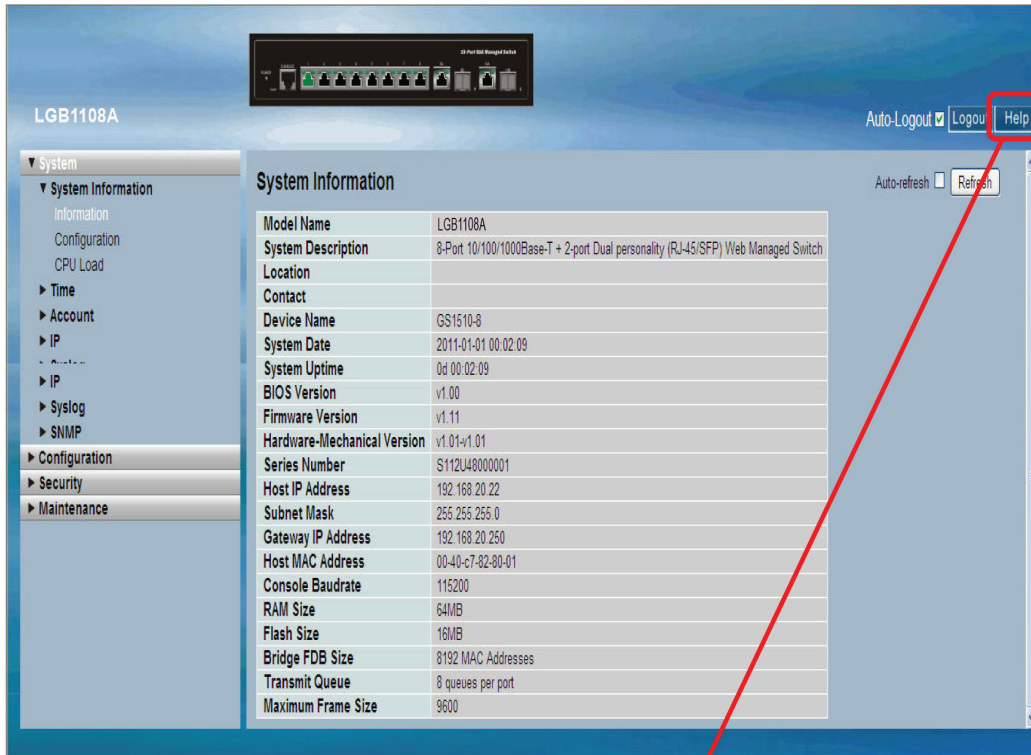 LGB1108A
Auto-Logout Logout Help
System
System Information
Information
Configuration
CPU Load
Time
Account
IP
IP
Syslog
SNMP
Configuration
Security
Maintenance
System Information
Auto-refresh Refresh
Model Name LGB1108A
System Description 8-Port 10/100/1000Base-T + 2-port Dual personality (RJ-45/SFP) Web Managed Switch
Location
Contact
Device Name GS1510-8
System Date 2011-01-01 00:02:09
System Uptime 0d 00:02:09
BIOS Version v1.00
Firmware Version v1.11
Hardware-Mechanical Version v1.01-v1.01
Series Number S112U48000001
Host IP Address 192.168.20.22
Subnet Mask 255.255.255.0
Gateway IP Address 192.168.20.250
Host MAC Address 00-40-c7-82-80-01
Console Baudrate 115200
RAM Size 64MB
Flash Size 16MB
Bridge FDB Size 8192 MAC Addresses
Transmit Queue 8 queues per port
Maximum Frame Size 9600